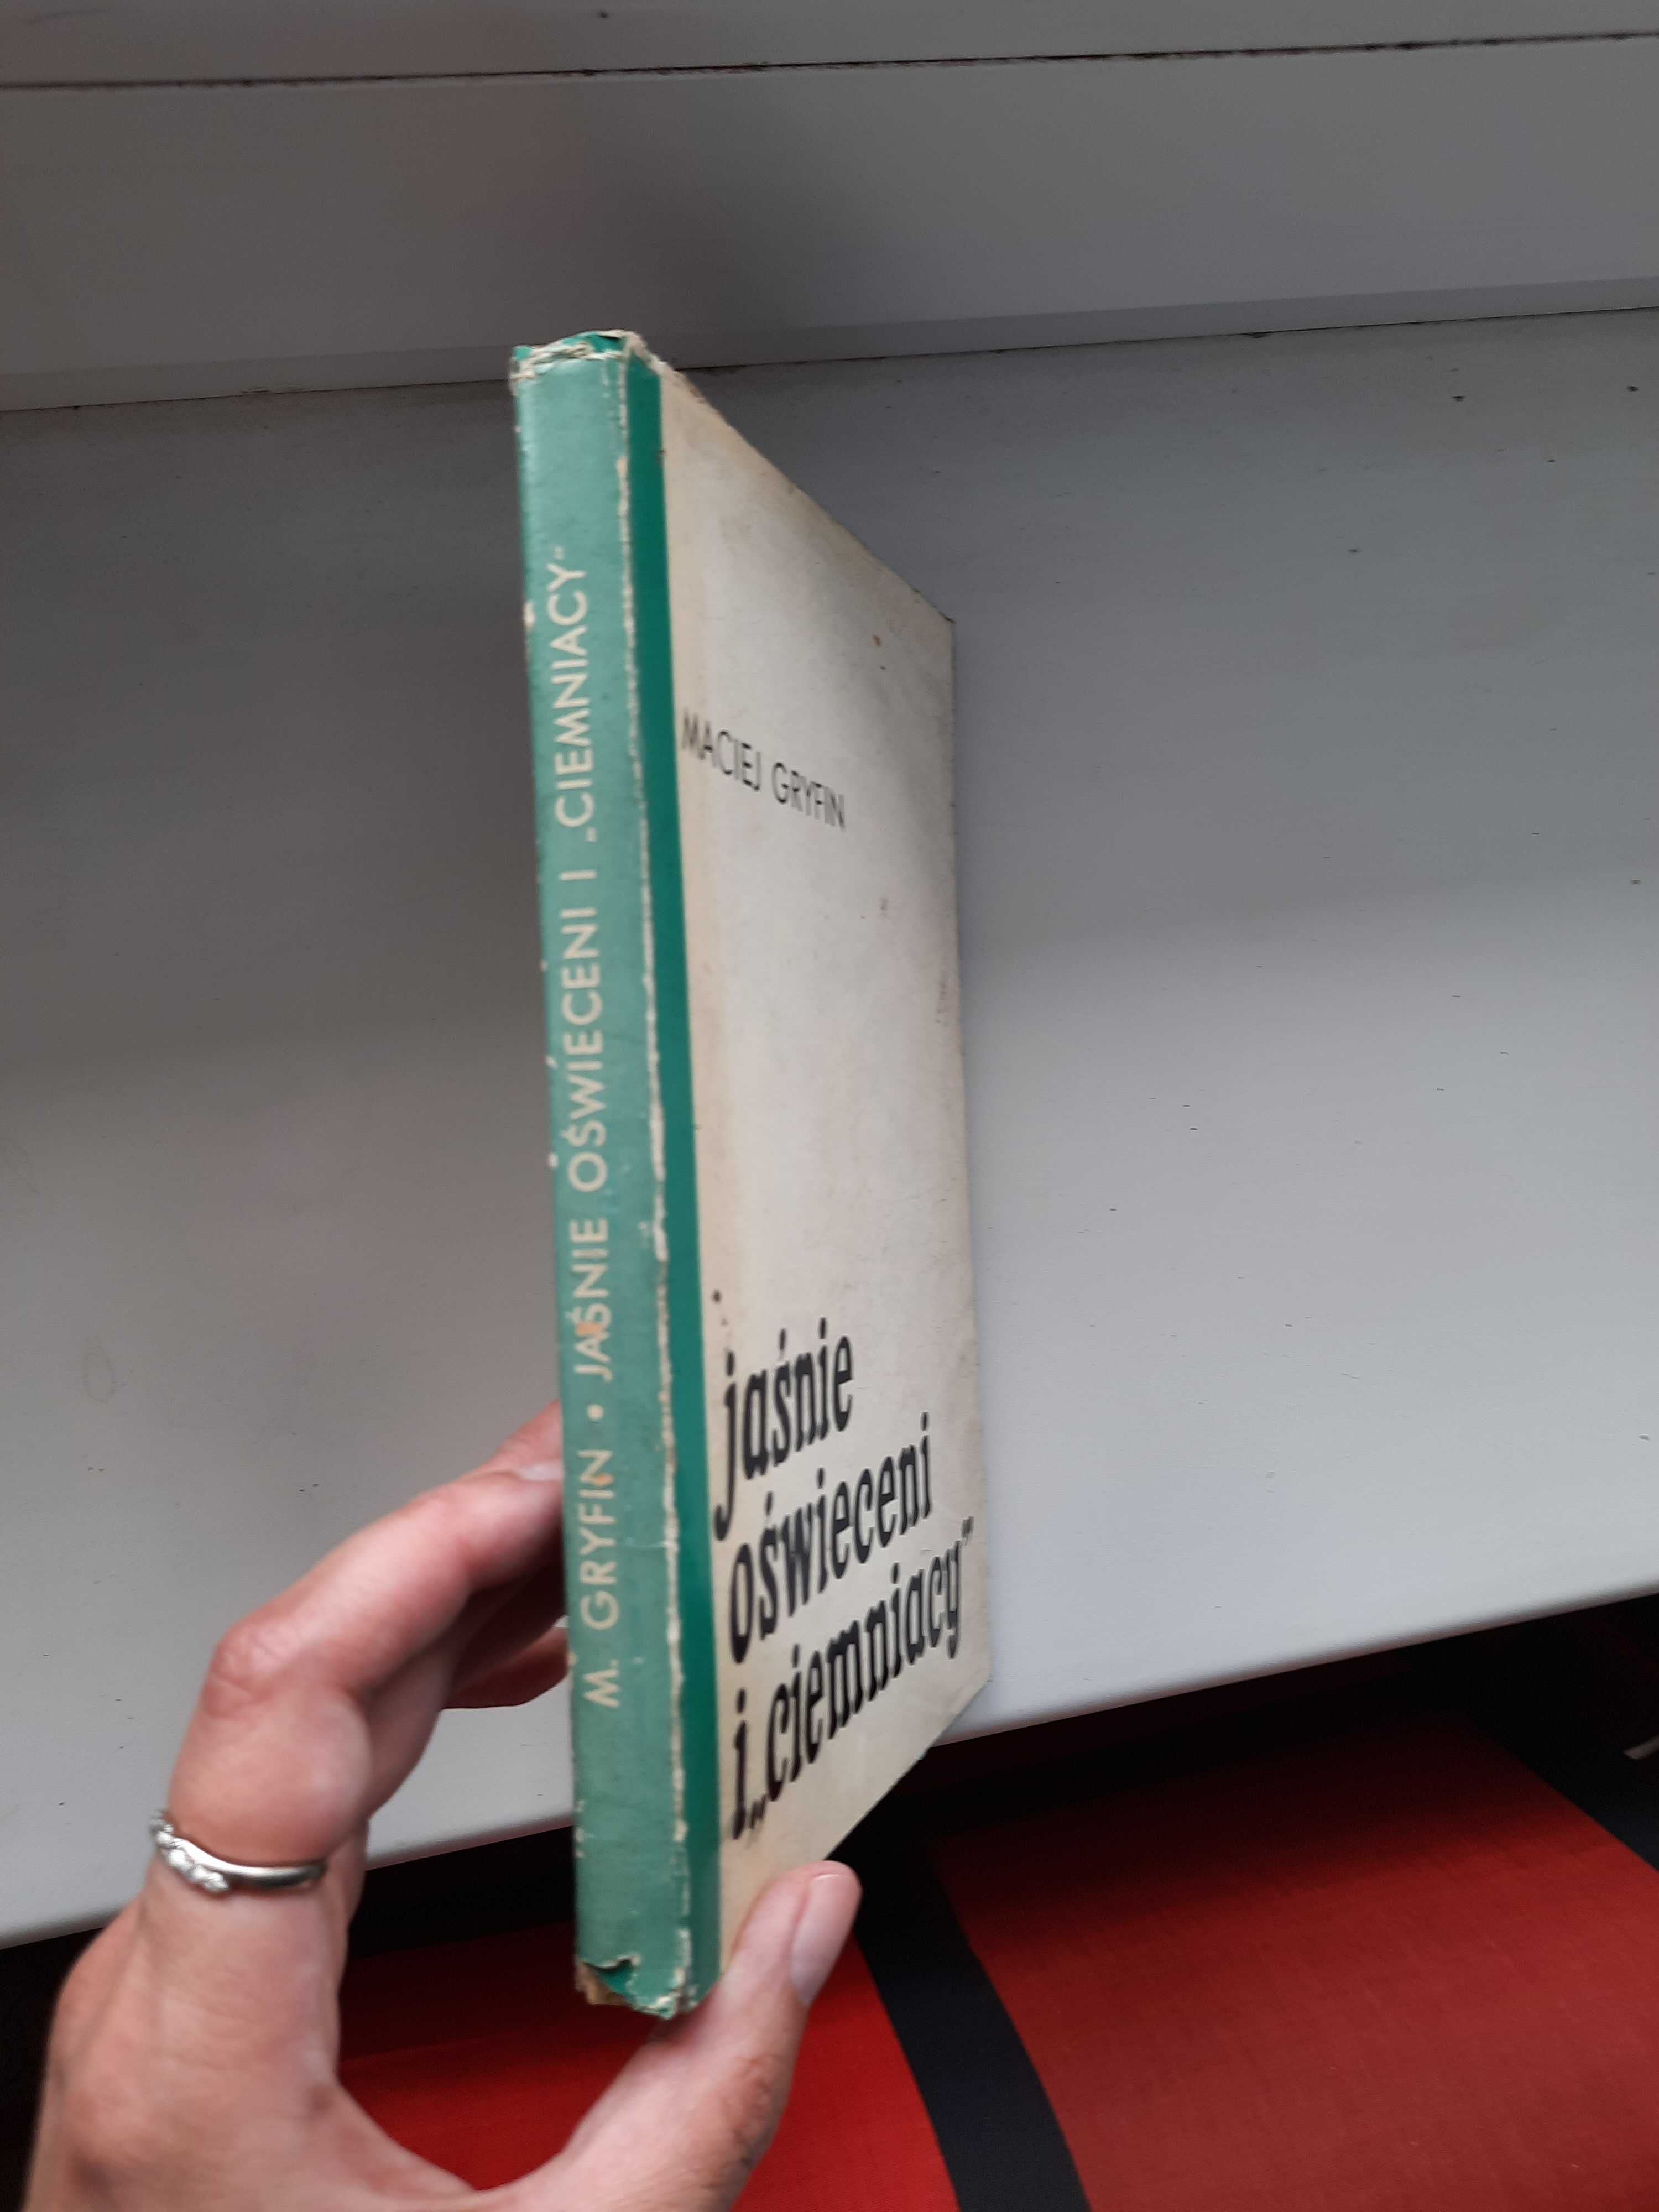 M. GRYFIN • JAŚNIE OŚWIECENI I „CIEMNIACY"
MACIEJ GRYFIN
jaśnie
oświeceni
i „ciemniacy"